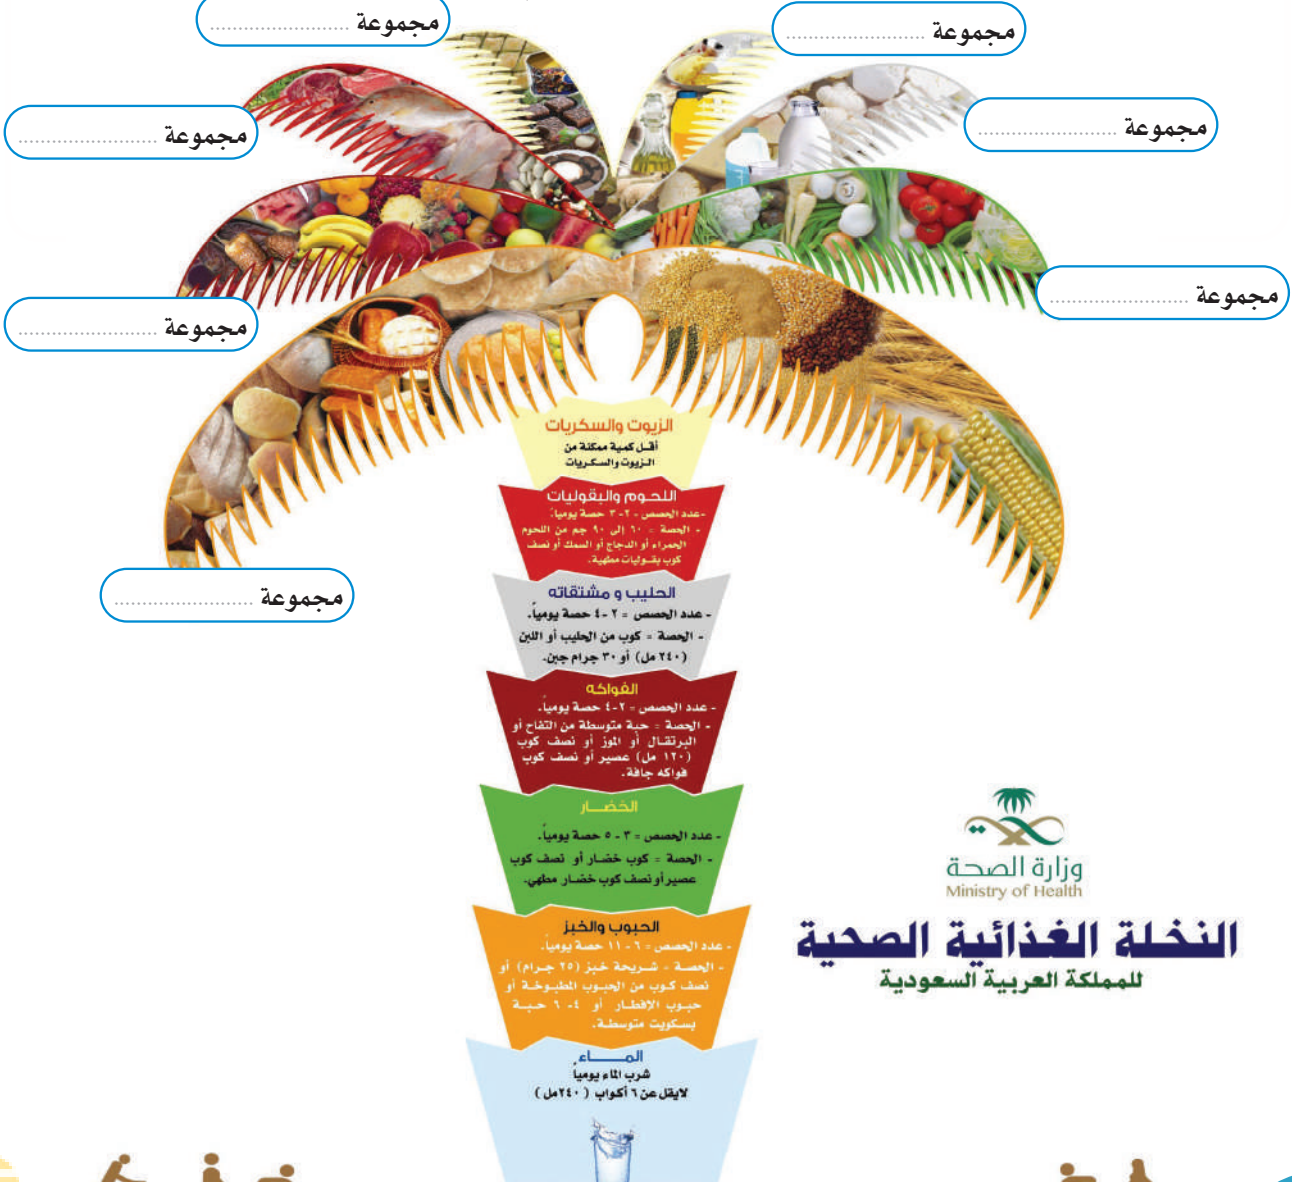 مجموعة ........................
مجموعة ........................
مجموعة ........................
مجموعة ........................
مجموعة ........................
مجموعة ........................
مجموعة ........................
الزيوت والسكريات
أقل كمية ممكنة من
الزيوت والسكريات
اللحوم والبقوليات
-عدد الحصص - ٢- ٣ حصة يومياً.
- الحصة = ٦٠ إلى ٩٠ جم من اللحوم
الحمراء أو الدجاج أو السمك أو نصف
كوب بقوليات مطهية.
الحليب و مشتقاته
- عدد الحصص = ٢ -٤ حصة يومياً.
- الحصة = كوب من الحليب أو اللبن
(٢٤٠ مل) أو ٣٠ جرام جبن.
الفواكه
- عدد الحصص = ٢-٤ حصة يومياً.
- الحصة = حبة متوسطة من التفاح أو
البرتقال أو الموز أو نصف كوب
(١٢٠ مل) عصير أو نصف كوب
فواكه جافة.
الخضار
- عدد الحصص = ٣ - ٥ حصة يومياً.
- الحصة = كوب خضار أو نصف كوب
عصير أو نصف كوب خضار مطهي.
الحبوب والخبز
- عدد الحصص = ٦ - ١١ حصة يومياً.
- الحصة = شريحة خبز (٢٥ جرام) أو
نصف كوب من الحبوب المطبوخة أو
حبوب الإفطار أو ٤- ٦ حبة
بسكويت متوسطة.
الماء
شرب الماء يومياً
لايقل عن ٦ أكواب (٢٤٠مل)
وزارة الصحة
Ministry of Health
النخلة الغذائية الصحية
للمملكة العربية السعودية